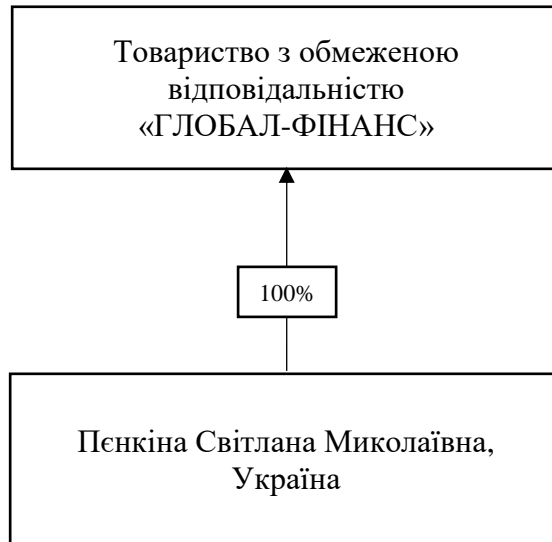 Товариство з обмеженою
відповідальністю
«ГЛОБАЛ-ФІНАНС»
100%
Пєнкіна Світлана Миколаївна,
Україна